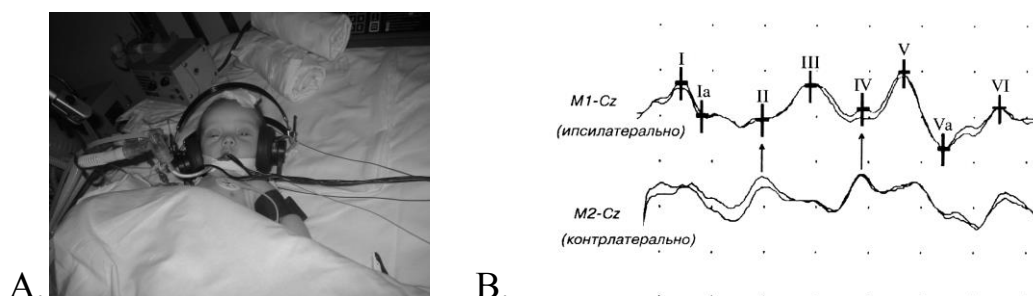 I
Ia
II
III
IV
V
Va
VI
M1-Cz
(ипсилатерально)
M2-Cz
(контрлатерально)
A.
B.